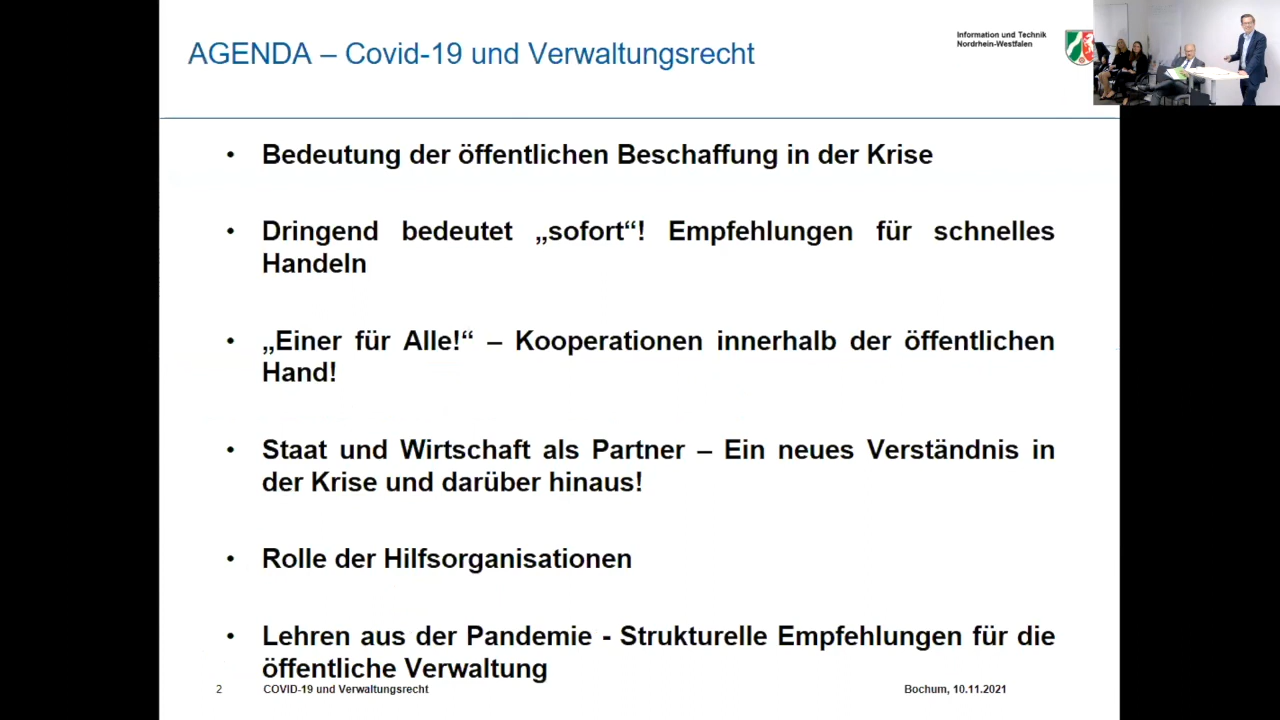 AGENDA – Covid-19 und Verwaltungsrecht
Information und Technik
Nordrhein-Westfalen
• Bedeutung der öffentlichen Beschaffung in der Krise
• Dringend bedeutet „sofort“! Empfehlungen für schnelles
Handeln
• „Einer für Alle!“ – Kooperationen innerhalb der öffentlichen
Hand!
• Staat und Wirtschaft als Partner – Ein neues Verständnis in
der Krise und darüber hinaus!
• Rolle der Hilfsorganisationen
• Lehren aus der Pandemie - Strukturelle Empfehlungen für die
öffentliche Verwaltung
2 COVID-19 und Verwaltungsrecht Bochum, 10.11.2021